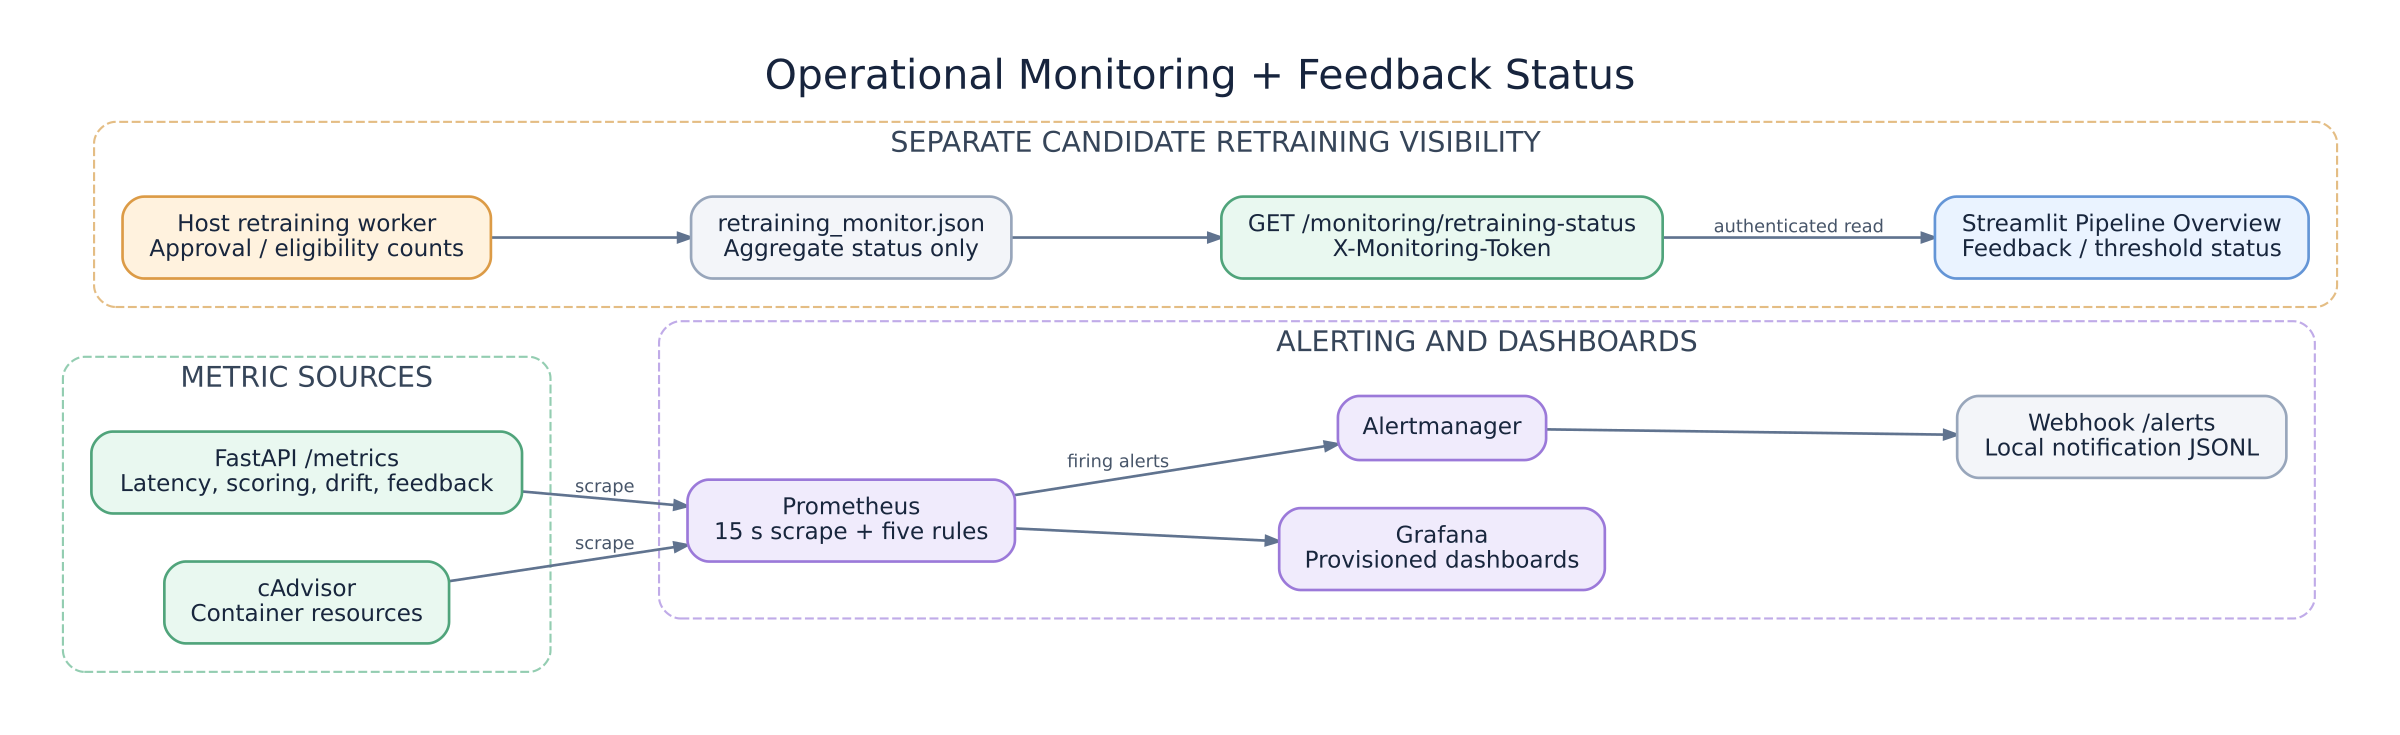 Operational Monitoring + Feedback Status
SEPARATE CANDIDATE RETRAINING VISIBILITY
Host retraining worker
Approval / eligibility counts
retraining_monitor.json
Aggregate status only
GET /monitoring/retraining-status
X-Monitoring-Token
authenticated read
Streamlit Pipeline Overview
Feedback / threshold status
METRIC SOURCES
FastAPI /metrics
Latency, scoring, drift, feedback
cAdvisor
Container resources
scrape
scrape
ALERTING AND DASHBOARDS
Prometheus
15 s scrape + five rules
firing alerts
Alertmanager
Grafana
Provisioned dashboards
Webhook /alerts
Local notification JSONL